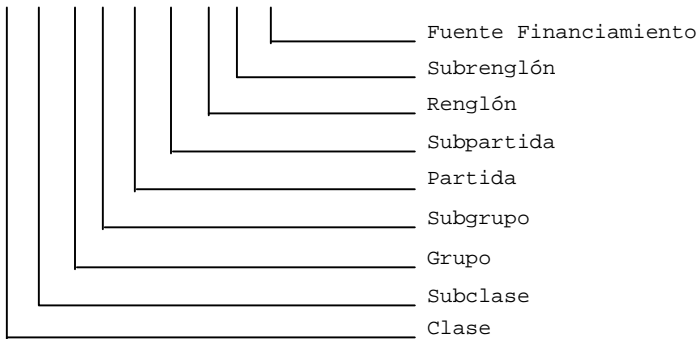 Fuente Financiamiento
Subrenglón
Renglón
Subpartida
Partida
Subgrupo
Grupo
Subclase
Clase